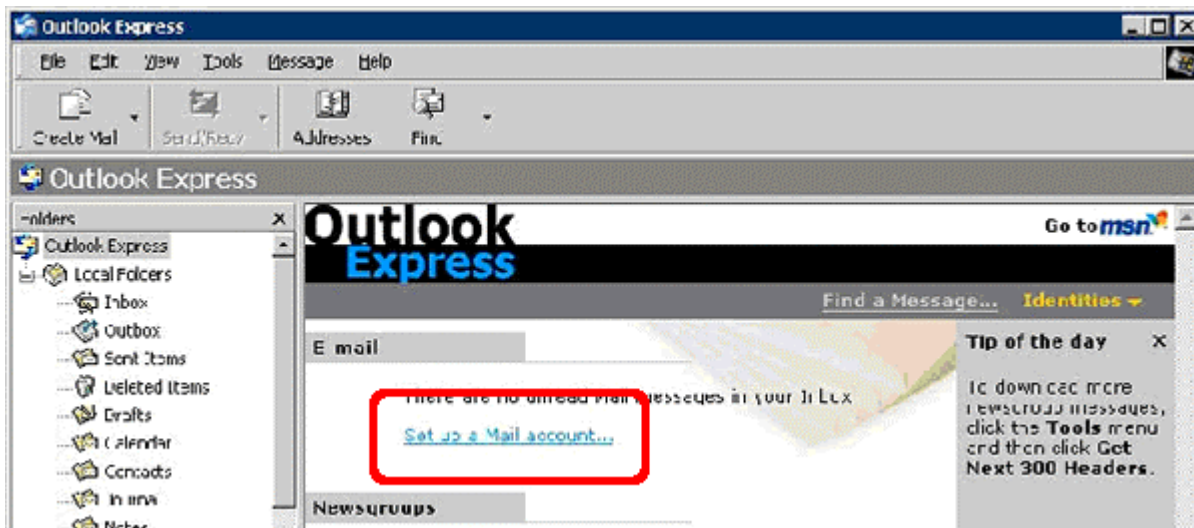 Outlook Express
File Edit View Tools Message Help
Create Mail Send/Recv Addresses Find
Outlook Express
Folders
Outlook Express
Local Folders
Inbox
Outbox
Sent Items
Deleted Items
Drafts
Calendar
Contacts
Journal
Notes
Outlook
Express
Go to msn
Find a Message... Identities
E-mail
There are no unread Mail messages in your Inbox
Set up a Mail account...
Newsgroups
Tip of the day
To download more
newsgroup messages,
click the Tools menu
and then click Get
Next 300 Headers.